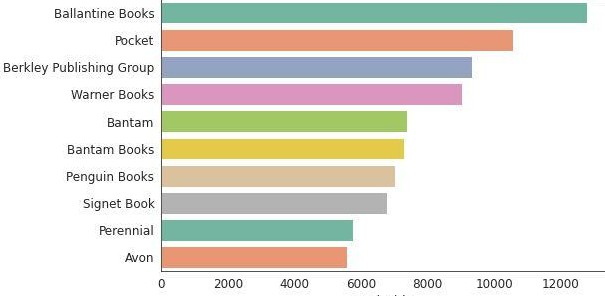 Ballantine Books
Pocket
Berkley Publishing Group
Warner Books
Bantam
Bantam Books
Penguin Books
Signet Book
Perennial
Avon
0 2000 4000 6000 8000 10000 12000